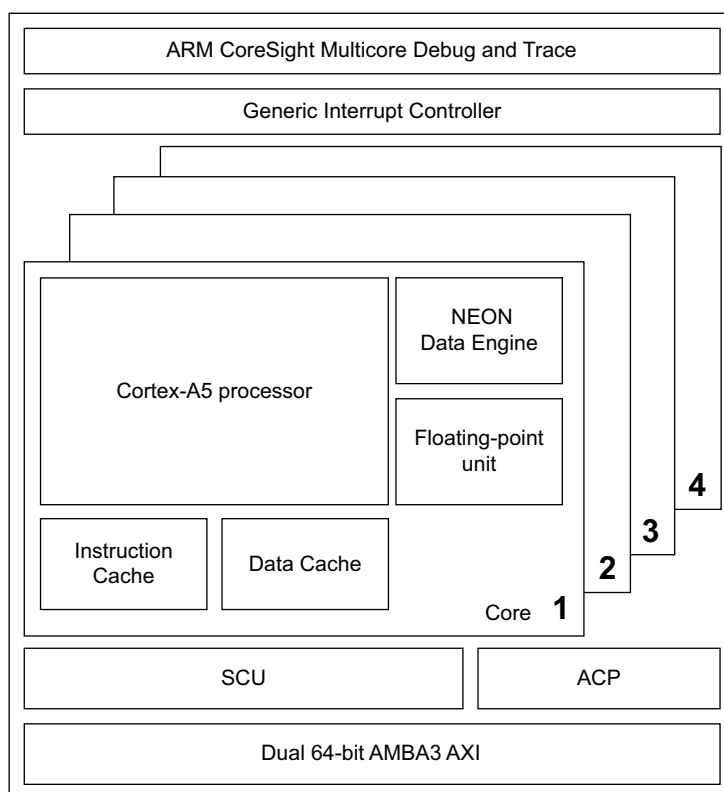 ARM CoreSight Multicore Debug and Trace
Generic Interrupt Controller
NEON
Data Engine
Cortex-A5 processor
Floating-point
unit
4
3
Instruction
Cache
Data Cache
2
Core 1
SCU
ACP
Dual 64-bit AMBA3 AXI